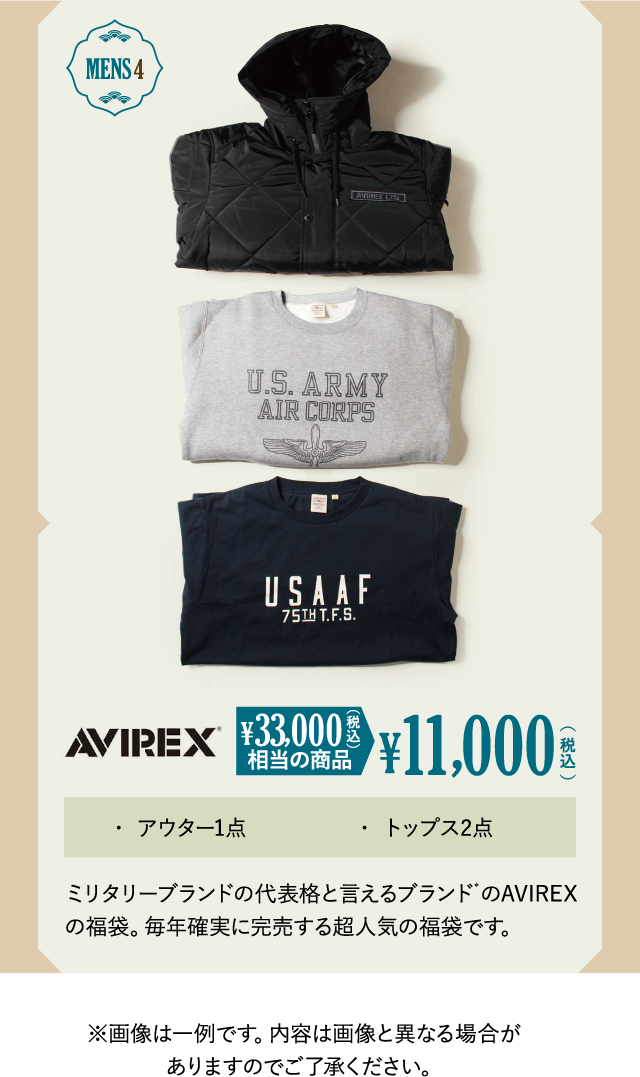 MENS 4
AVIREX LTD.
U.S. ARMY
AIR CORPS
USAAF
75TH T.F.S.
AVIREX®
¥33,000(税込)
相当の商品
¥11,000(税込)
・ アウター1点
・ トップス2点
ミリタリーブランドの代表格と言えるブランド゛のAVIREX
の福袋。毎年確実に完売する超人気の福袋です。
※画像は一例です。内容は画像と異なる場合が
ありますのでご了承ください。